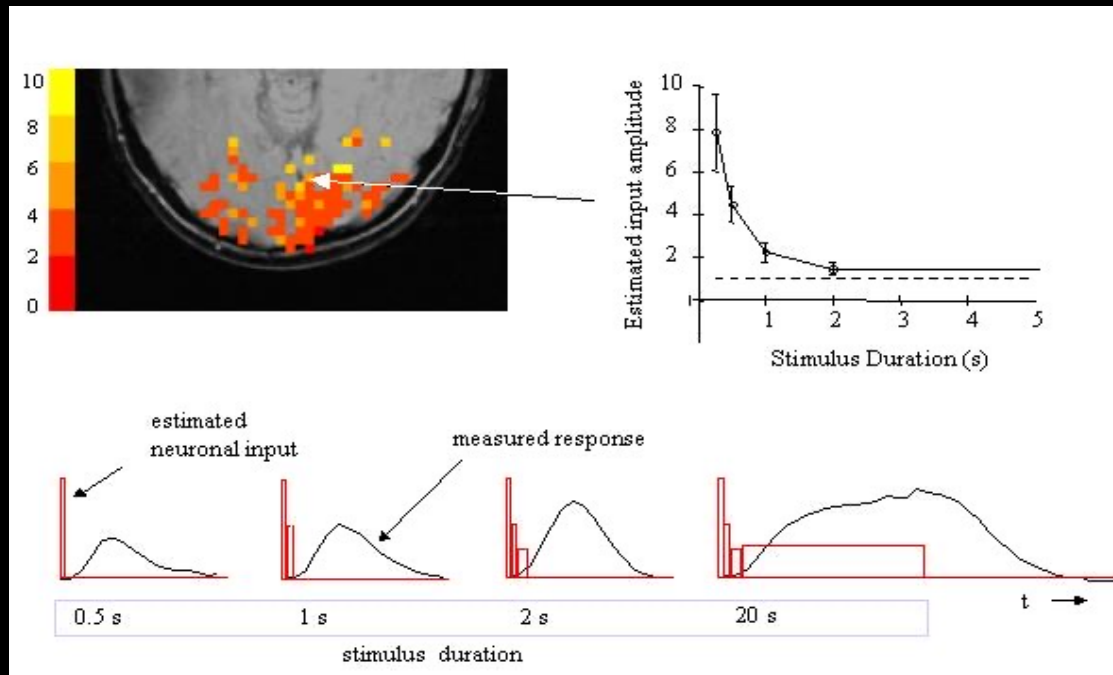 10
8
6
4
2
0
Estimated input amplitude
10
8
6
4
2
1
2
3
4
5
Stimulus Duration (s)
estimated
neuronal input
measured response
0.5 s
1 s
2 s
20 s
t
stimulus duration